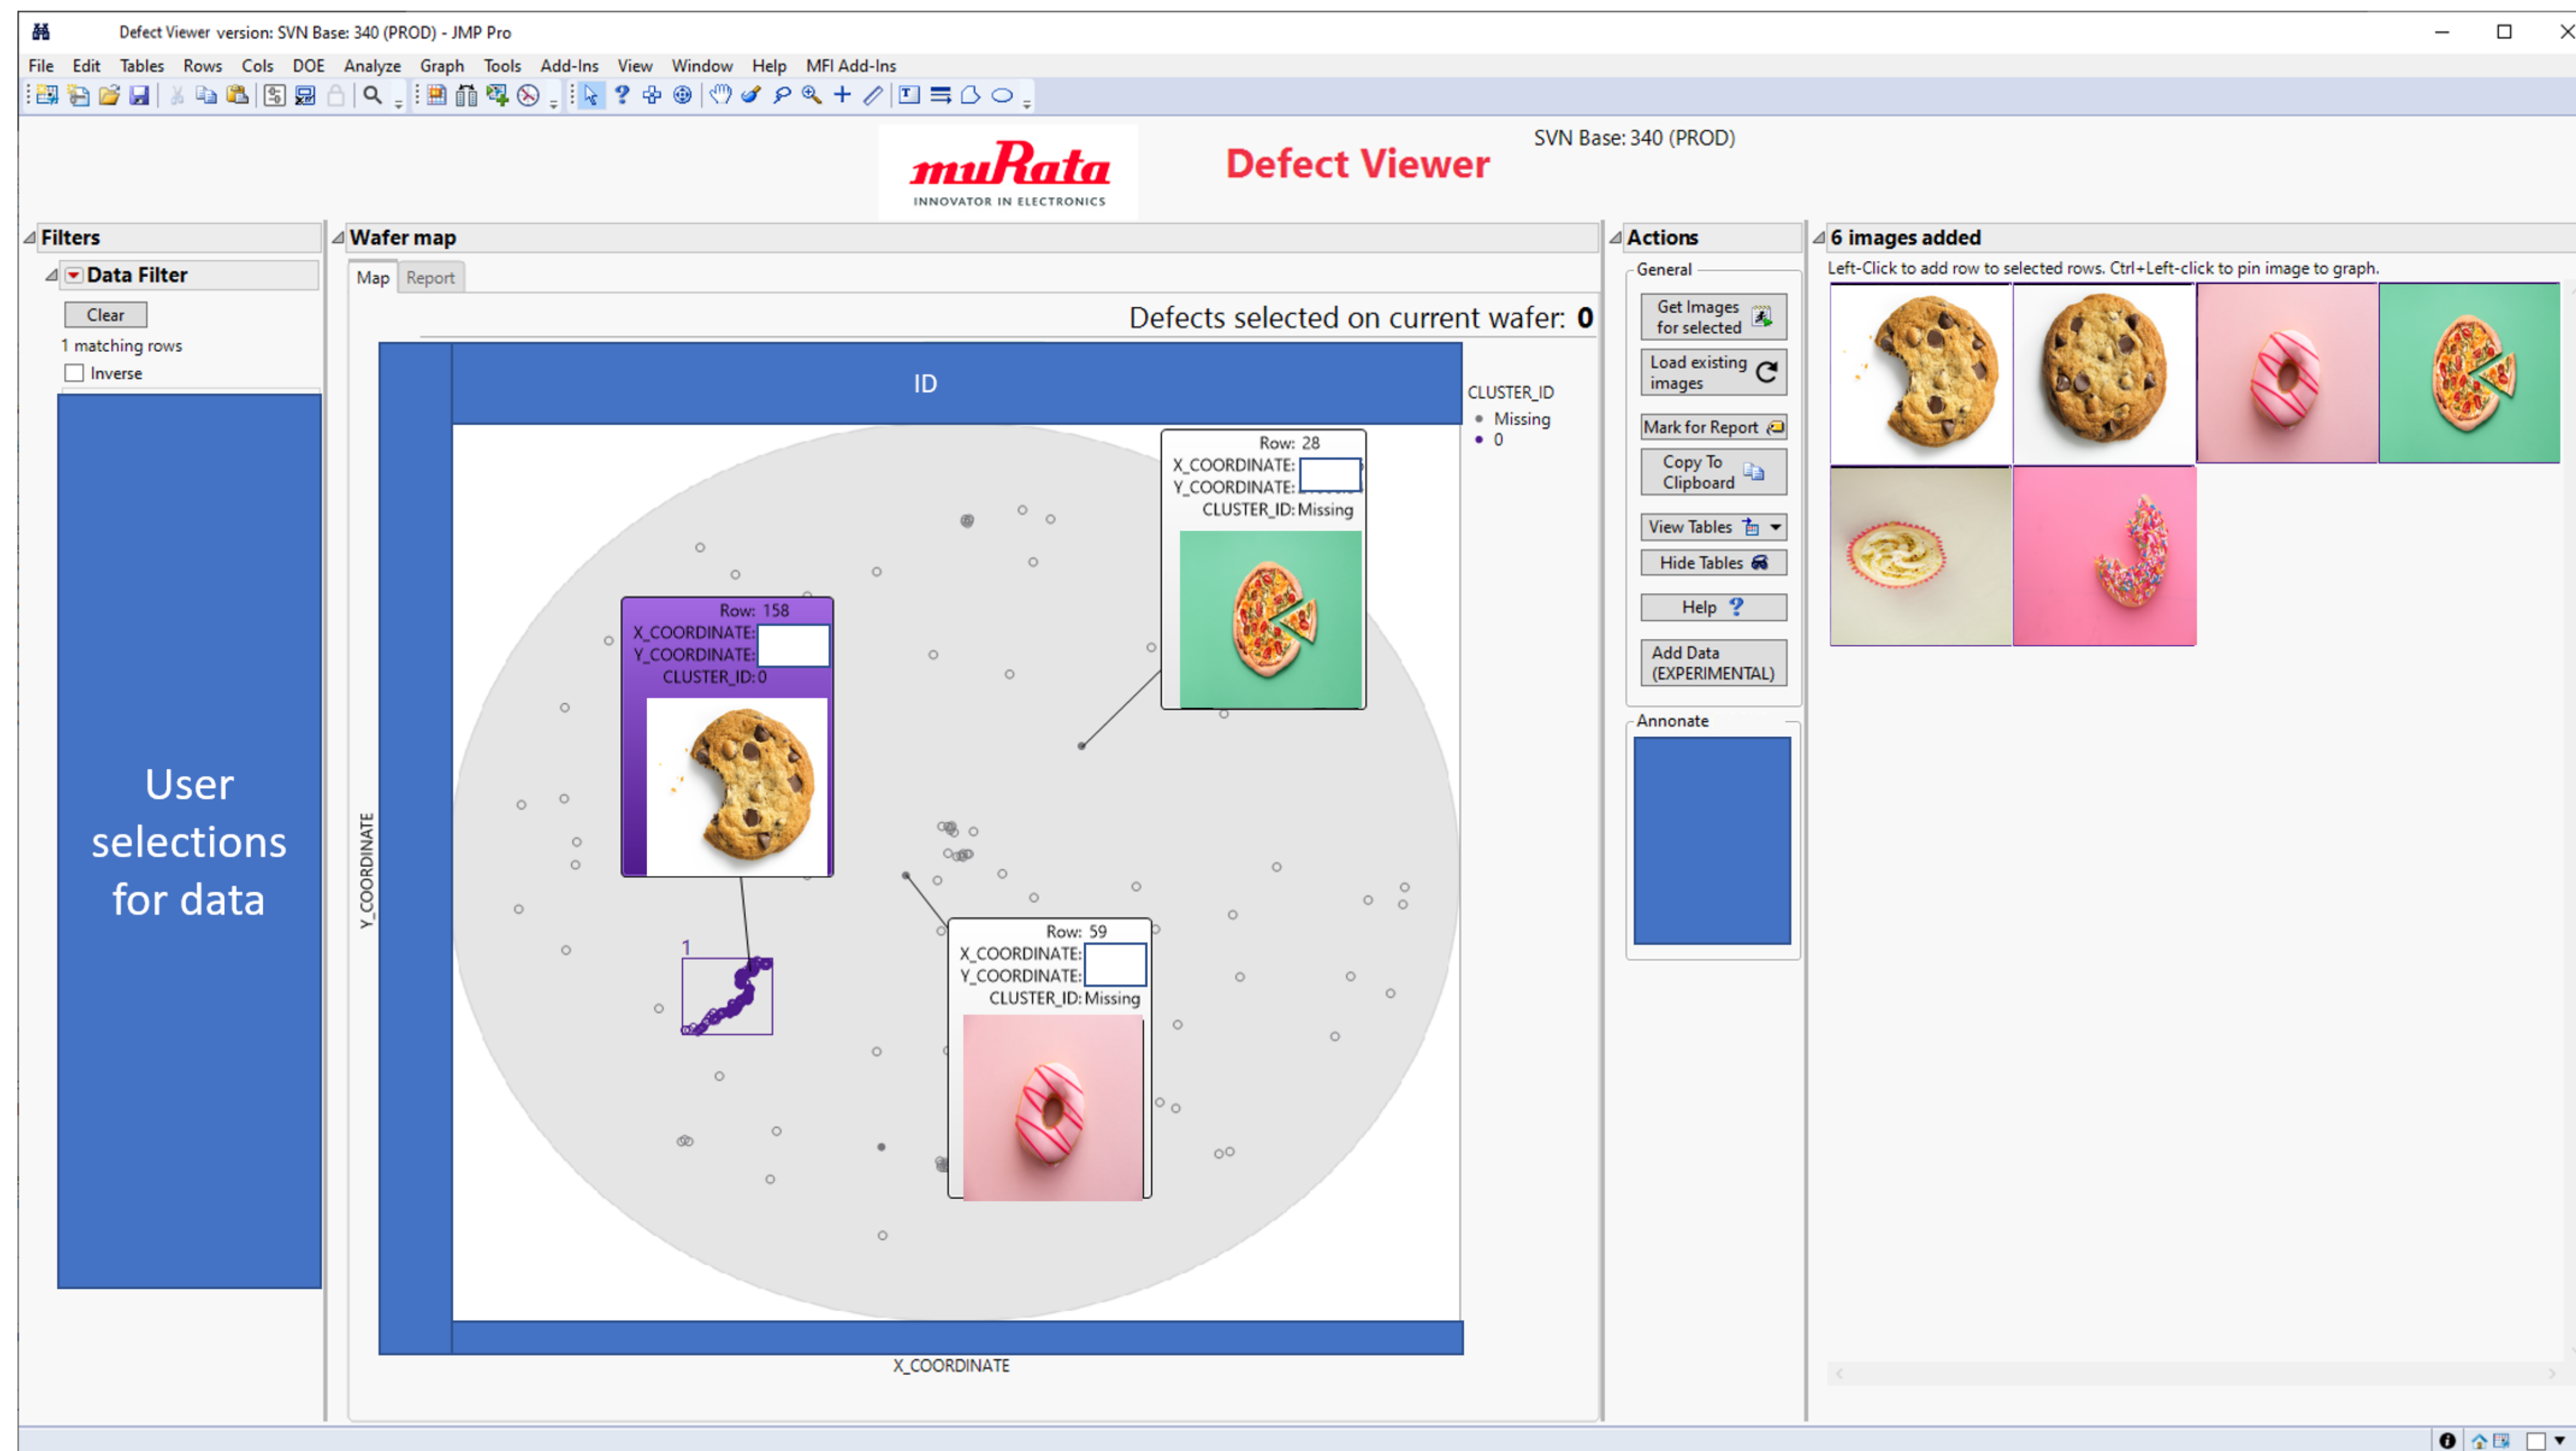 Defect Viewer version: SVN Base: 340 (PROD) - JMP Pro
File Edit Tables Rows Cols DOE Analyze Graph Tools Add-Ins View Window Help MFI Add-Ins
muRata
INNOVATOR IN ELECTRONICS
Defect Viewer
SVN Base: 340 (PROD)
Filters
Data Filter
Clear
1 matching rows
Inverse
User
selections
for data
Wafer map
Map Report
Defects selected on current wafer: 0
ID
CLUSTER_ID
Missing
0
Row: 28
X_COORDINATE:
Y_COORDINATE:
CLUSTER_ID: Missing
Row: 158
X_COORDINATE:
Y_COORDINATE:
CLUSTER_ID: 0
1
Row: 59
X_COORDINATE:
Y_COORDINATE:
CLUSTER_ID: Missing
Y_COORDINATE
X_COORDINATE
Actions
General
Get Images
for selected
Load existing
images
Mark for Report
Copy To
Clipboard
View Tables
Hide Tables
Help ?
Add Data
(EXPERIMENTAL)
Annonate
6 images added
Left-Click to add row to selected rows. Ctrl+Left-click to pin image to graph.